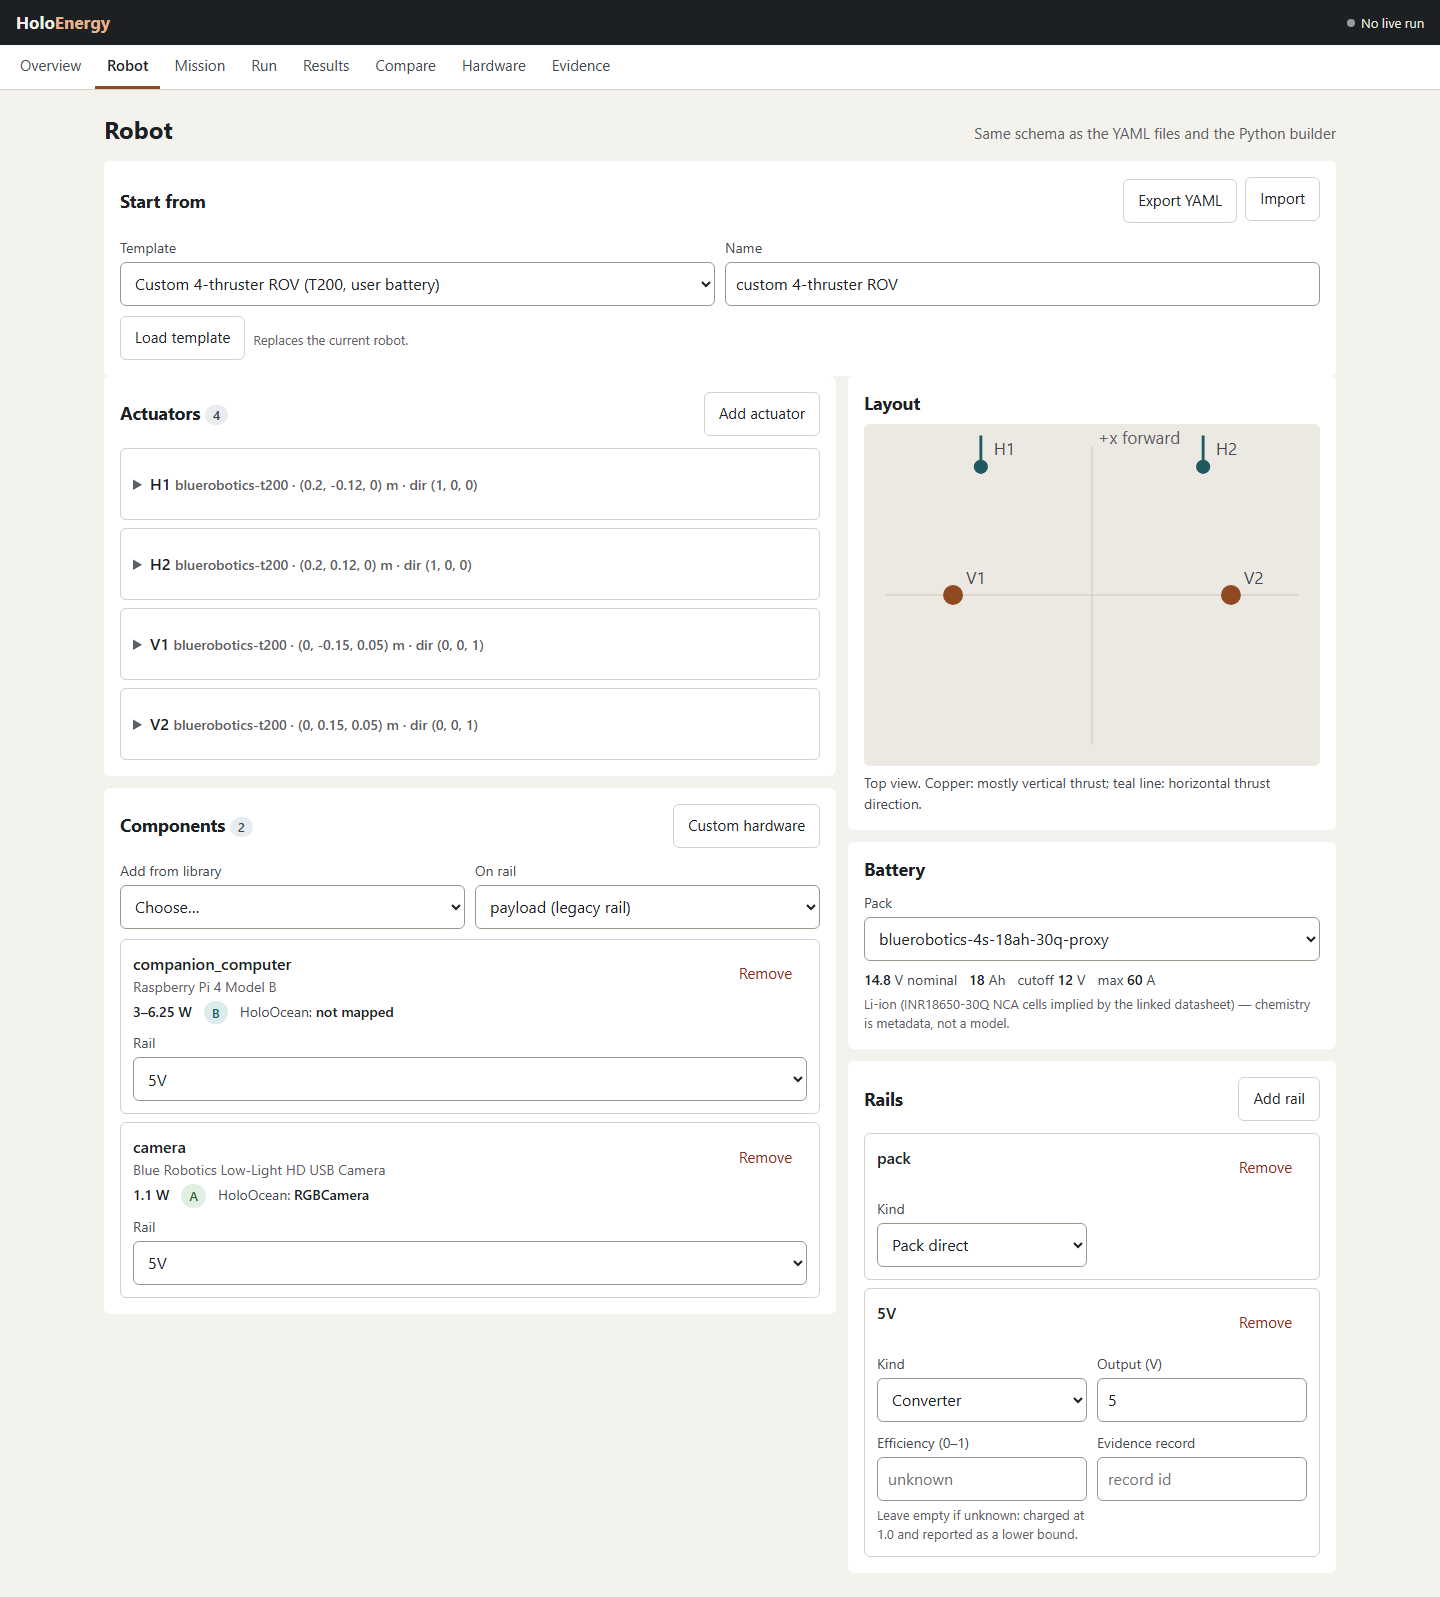 HoloEnergy
No live run
Overview
Robot
Mission
Run
Results
Compare
Hardware
Evidence
Robot
Same schema as the YAML files and the Python builder
Start from
Export YAML
Import
Template
Name
Custom 4-thruster ROV (T200, user battery)
custom 4-thruster ROV
Load template
Replaces the current robot.
Actuators 4
Add actuator
H1 bluerobotics-t200 · (0.2, -0.12, 0) m · dir (1, 0, 0)
H2 bluerobotics-t200 · (0.2, 0.12, 0) m · dir (1, 0, 0)
V1 bluerobotics-t200 · (0, -0.15, 0.05) m · dir (0, 0, 1)
V2 bluerobotics-t200 · (0, 0.15, 0.05) m · dir (0, 0, 1)
Components 2
Custom hardware
Add from library
On rail
Choose...
payload (legacy rail)
companion_computer
Remove
Raspberry Pi 4 Model B
3–6.25 W B HoloOcean: not mapped
Rail
5V
camera
Remove
Blue Robotics Low-Light HD USB Camera
1.1 W A HoloOcean: RGBCamera
Rail
5V
Layout
+x forward
H1
H2
V1
V2
Top view. Copper: mostly vertical thrust; teal line: horizontal thrust
direction.
Battery
Pack
bluerobotics-4s-18ah-30q-proxy
14.8 V nominal 18 Ah cutoff 12 V max 60 A
Li-ion (INR18650-30Q NCA cells implied by the linked datasheet) — chemistry
is metadata, not a model.
Rails
Add rail
pack
Remove
Kind
Pack direct
5V
Remove
Kind
Output (V)
Converter
5
Efficiency (0–1)
Evidence record
unknown
record id
Leave empty if unknown: charged at
1.0 and reported as a lower bound.